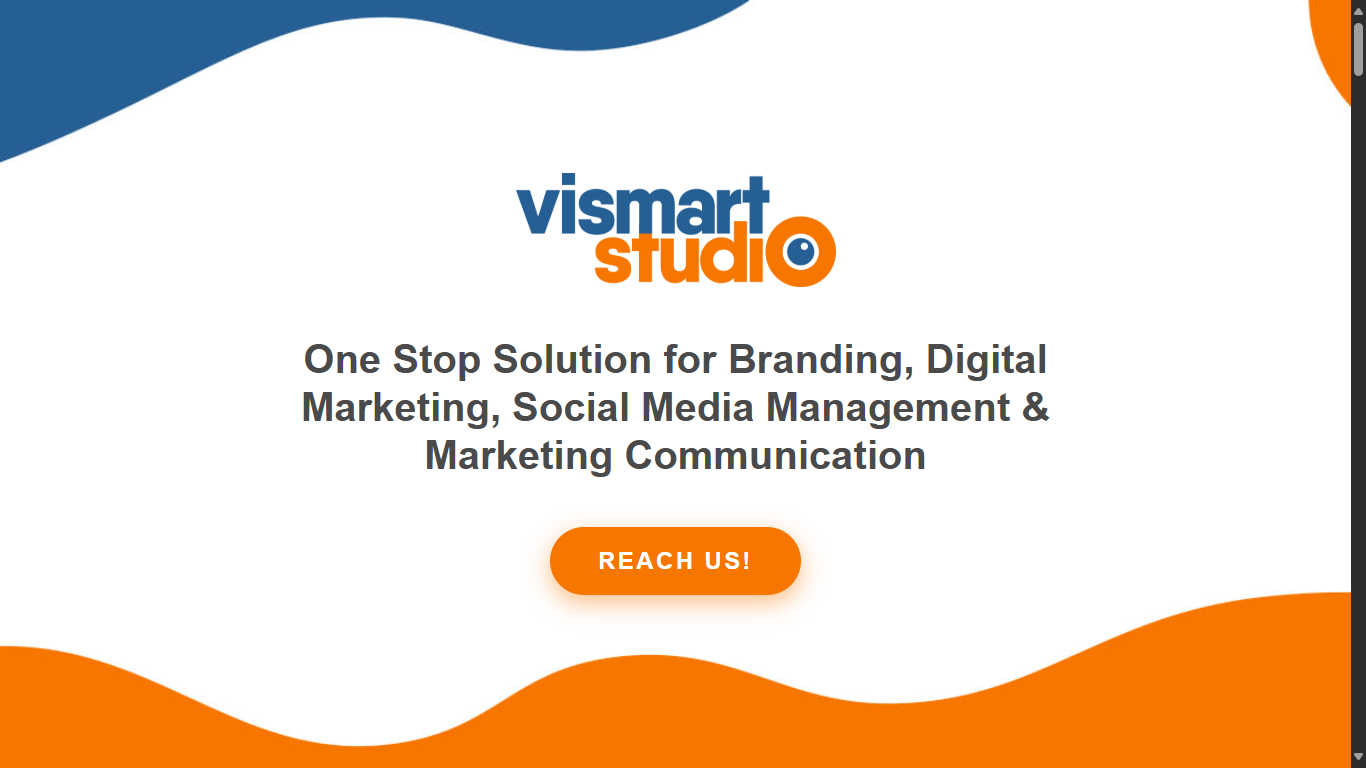 vismart
studio
One Stop Solution for Branding, Digital
Marketing, Social Media Management &
Marketing Communication
REACH US!